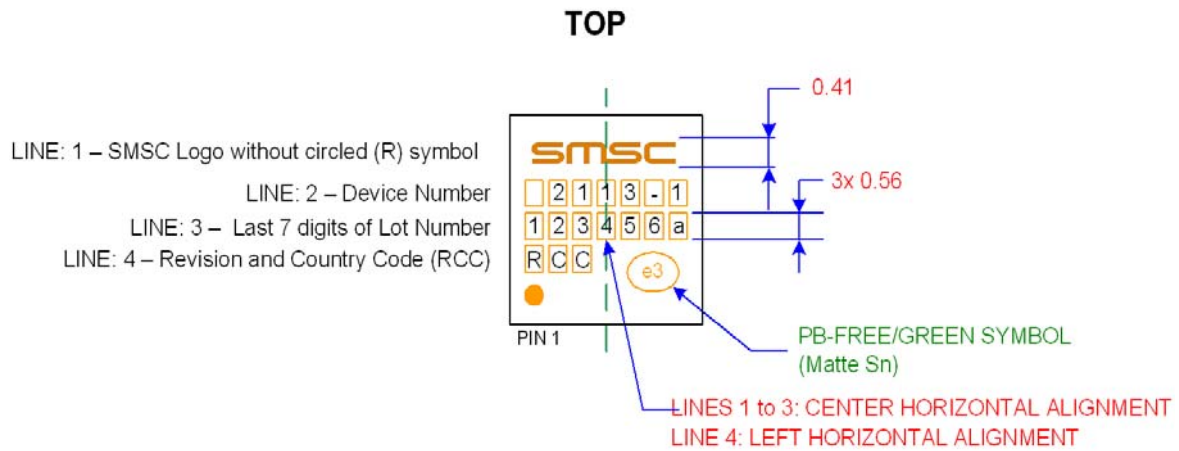 TOP
0.41
LINE: 1 – SMSC Logo without circled (R) symbol
smsc
LINE: 2 – Device Number
2113-1
3x 0.56
LINE: 3 – Last 7 digits of Lot Number
123456a
LINE: 4 – Revision and Country Code (RCC)
RCC
e3
PIN 1
PB-FREE/GREEN SYMBOL
(Matte Sn)
LINES 1 to 3: CENTER HORIZONTAL ALIGNMENT
LINE 4: LEFT HORIZONTAL ALIGNMENT